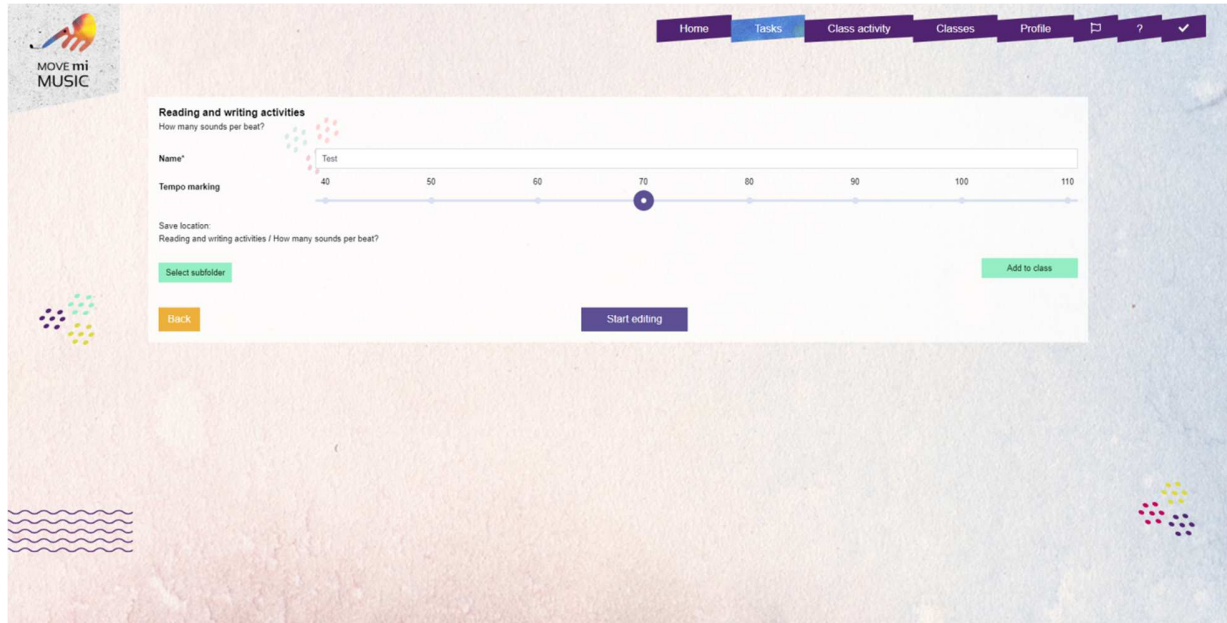 MOVE mi
MUSIC
Home Tasks Class activity Classes Profile ?
Reading and writing activities
How many sounds per beat?
Name* Test
Tempo marking 40 50 60 70 80 90 100 110
Save location:
Reading and writing activities / How many sounds per beat?
Select subfolder Add to class
Back Start editing